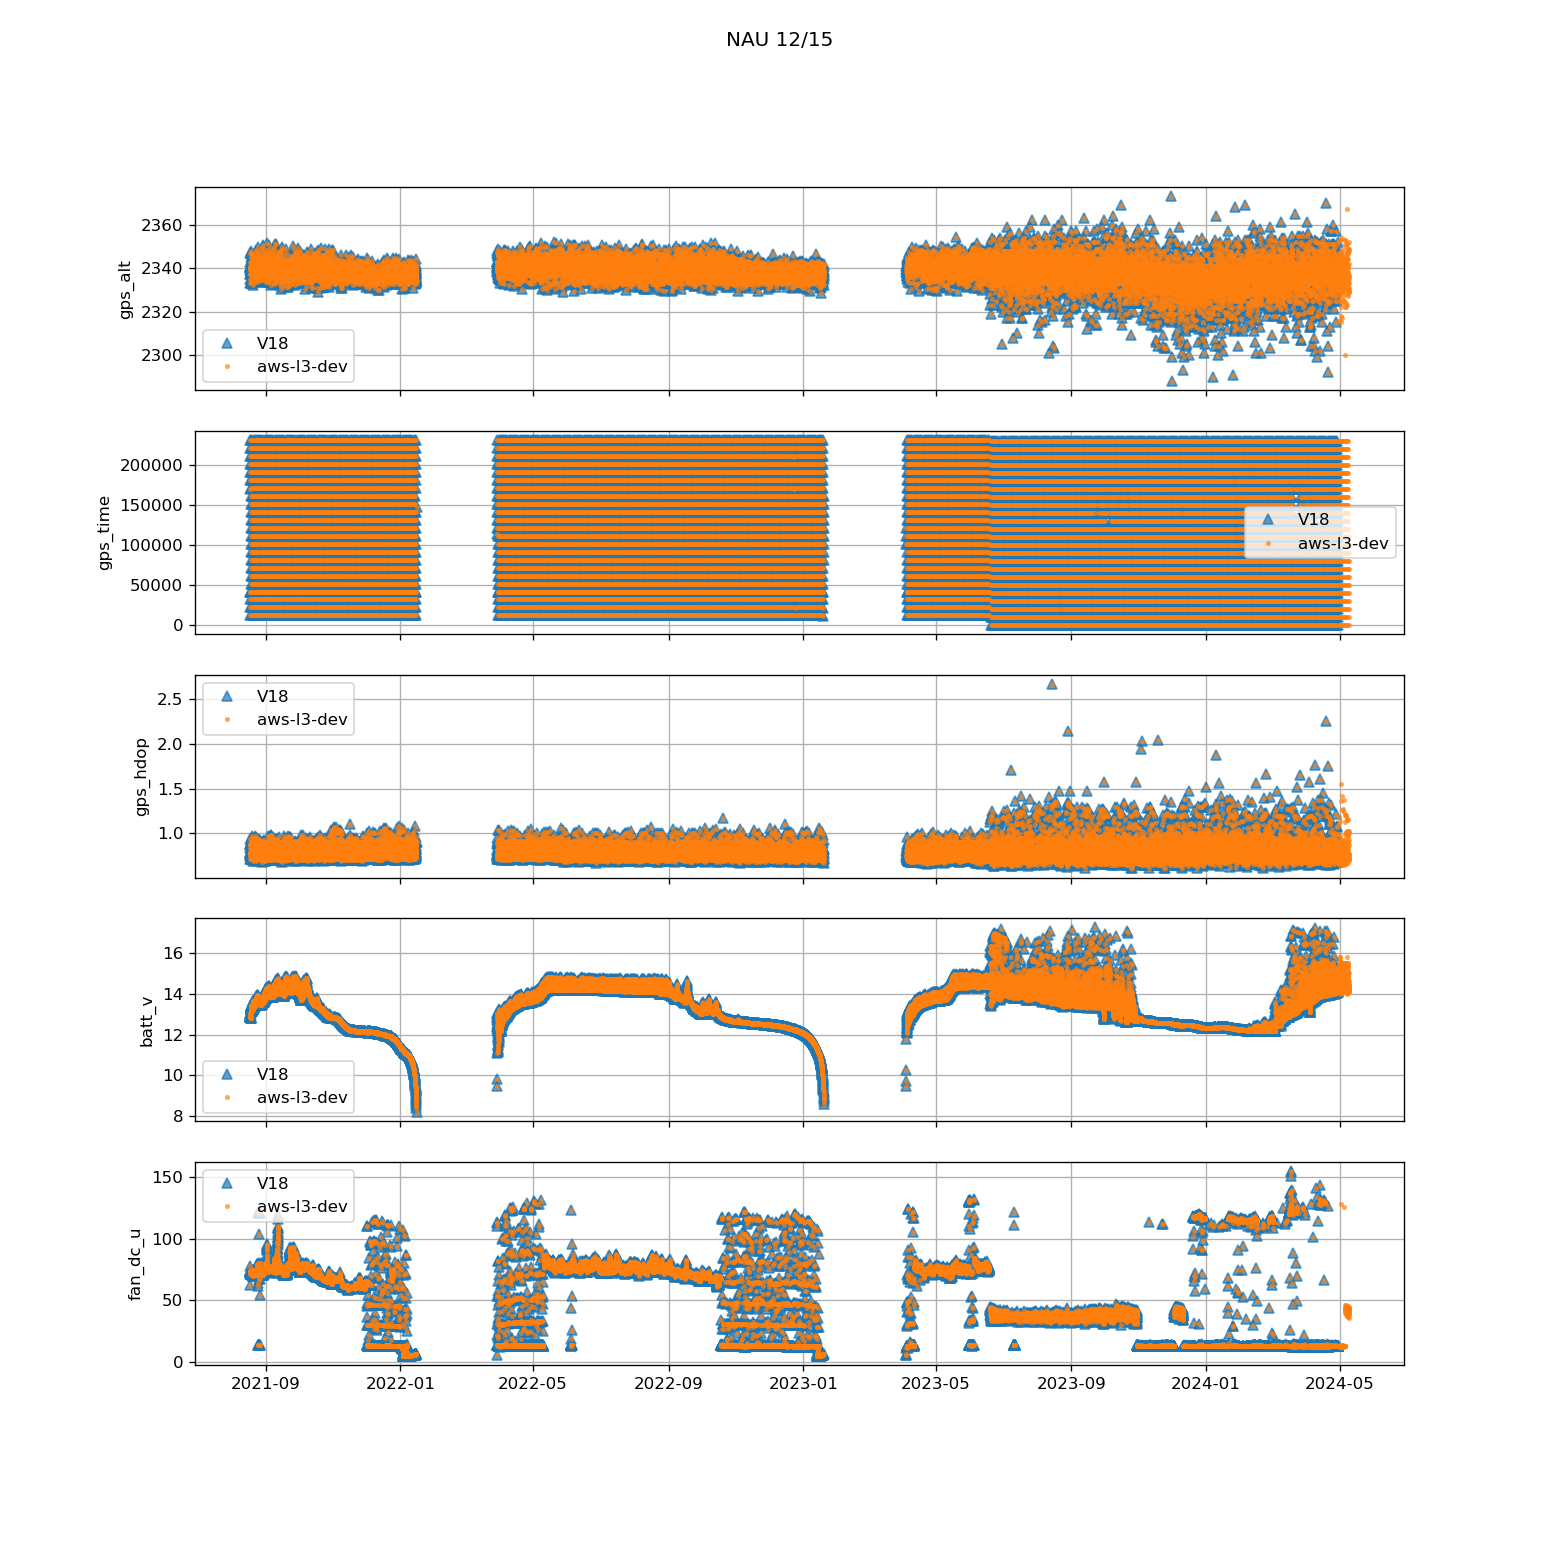 NAU 12/15
gps_alt
2360
2340
2320
2300
V18
aws-l3-dev
gps_time
200000
150000
100000
50000
0
V18
aws-l3-dev
gps_hdop
2.5
2.0
1.5
1.0
V18
aws-l3-dev
batt_v
16
14
12
10
8
V18
aws-l3-dev
fan_dc_u
150
100
50
0
V18
aws-l3-dev
2021-09 2022-01 2022-05 2022-09 2023-01 2023-05 2023-09 2024-01 2024-05